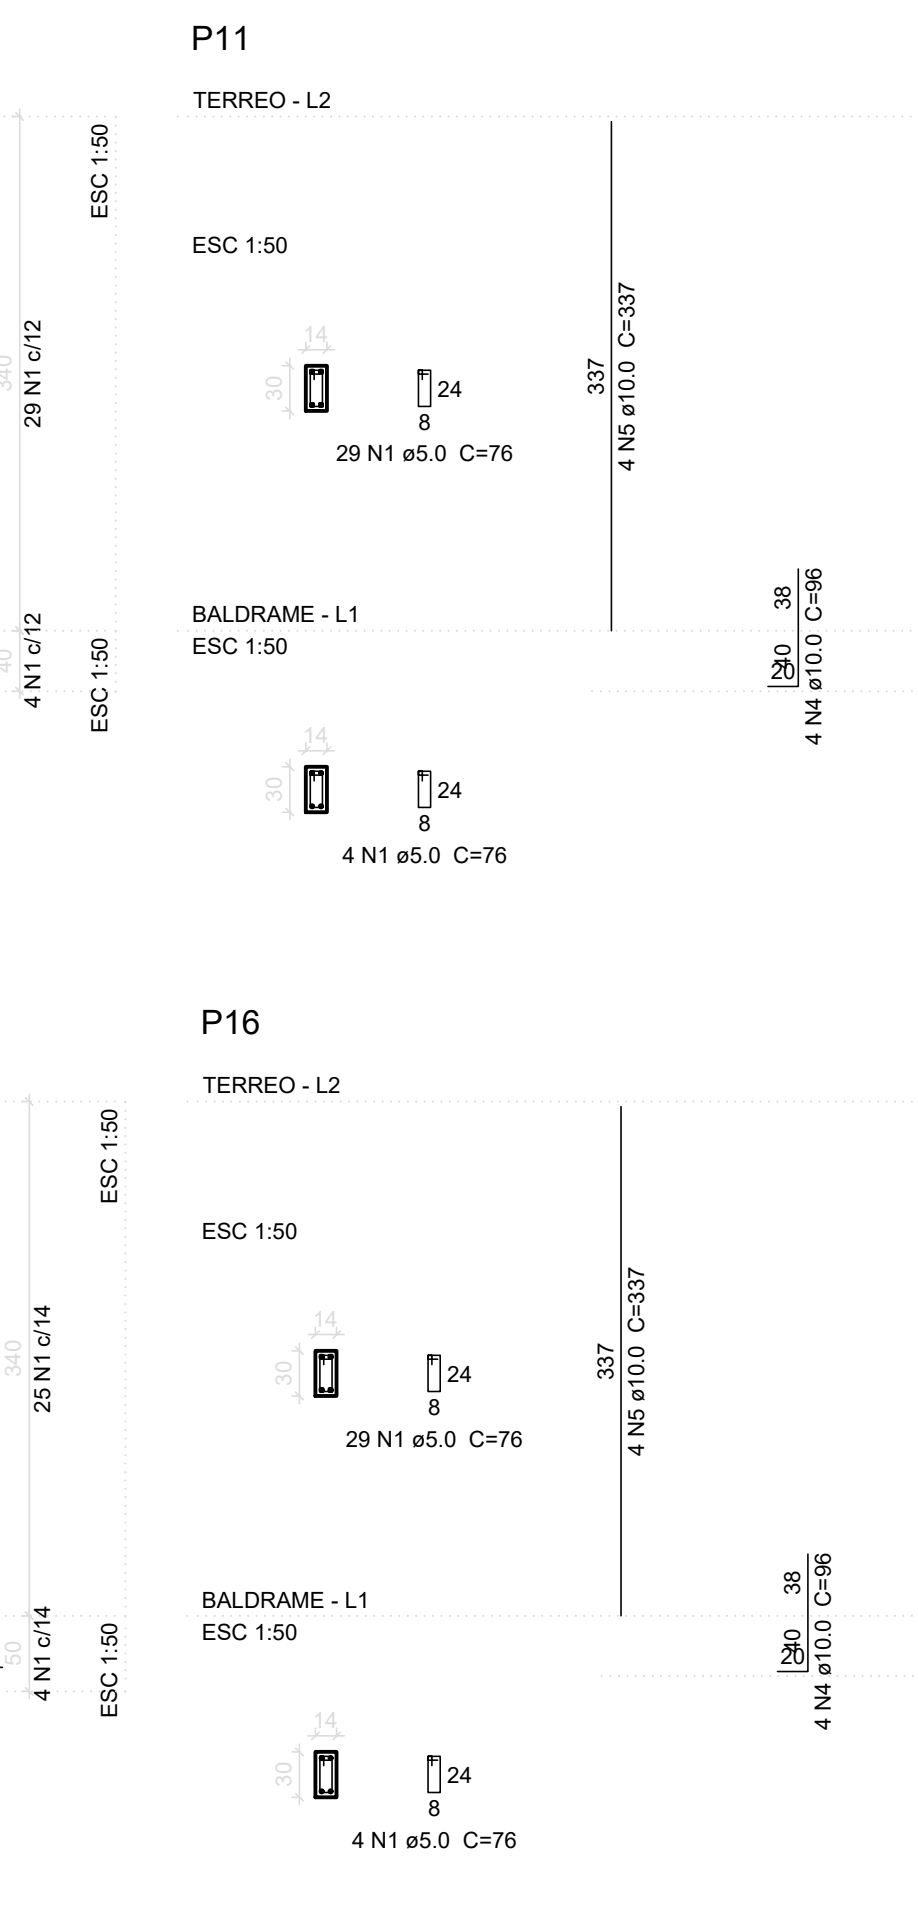 P11
TERREO - L2
ESC 1:50
ESC 1:50
14
30
24
8
29 N1 ø5.0  C=76
340
29 N1 c/12
337
4 N5 ø10.0  C=337
BALDRAME - L1
ESC 1:50
40
4 N1 c/12
ESC 1:50
38
40
20
4 N4 ø10.0  C=96
14
30
24
8
4 N1 ø5.0  C=76
P16
TERREO - L2
ESC 1:50
ESC 1:50
14
30
24
8
29 N1 ø5.0  C=76
340
25 N1 c/14
337
4 N5 ø10.0  C=337
BALDRAME - L1
ESC 1:50
50
4 N1 c/14
ESC 1:50
38
40
20
4 N4 ø10.0  C=96
14
30
24
8
4 N1 ø5.0  C=76